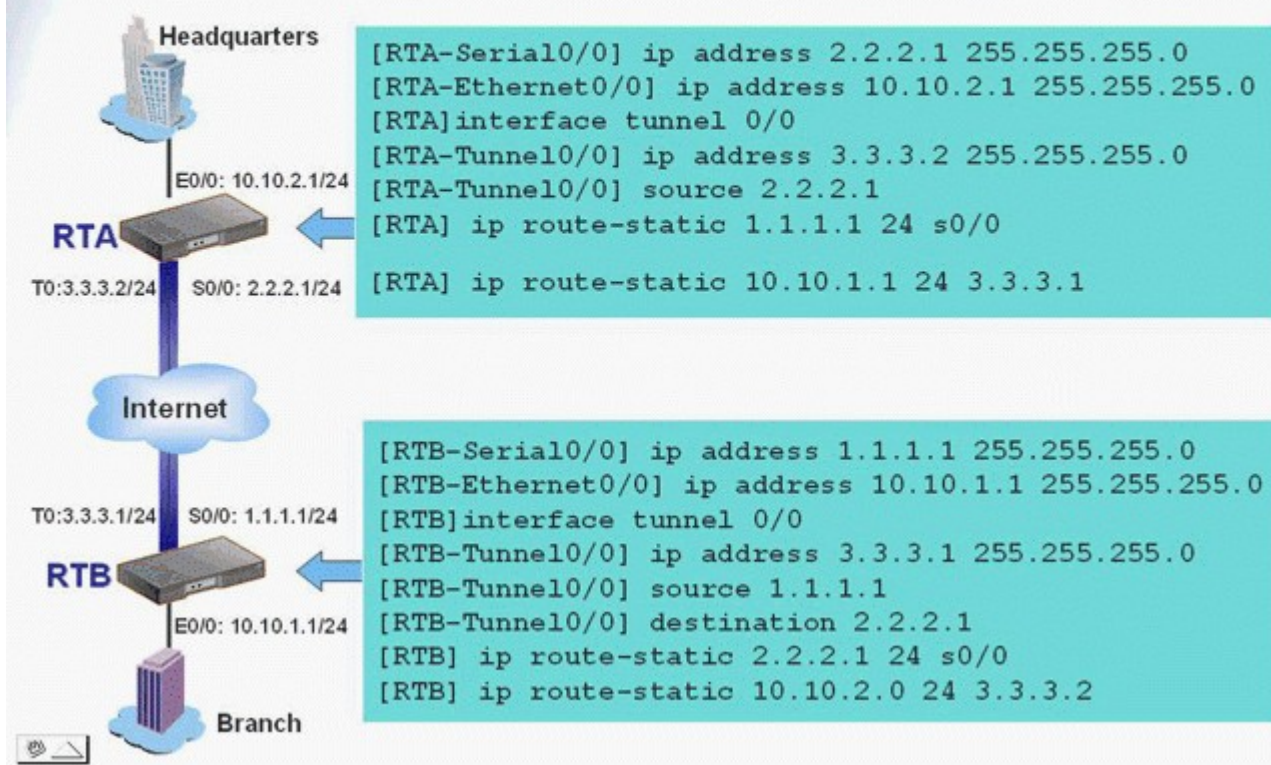 Headquarters
[RTA-Serial0/0] ip address 2.2.2.1 255.255.255.0
[RTA-Ethernet0/0] ip address 10.10.2.1 255.255.255.0
[RTA]interface tunnel 0/0
[RTA-Tunnel0/0] ip address 3.3.3.2 255.255.255.0
[RTA-Tunnel0/0] source 2.2.2.1
[RTA] ip route-static 1.1.1.1 24 s0/0
[RTA] ip route-static 10.10.1.1 24 3.3.3.1
E0/0: 10.10.2.1/24
RTA
T0:3.3.3.2/24
S0/0: 2.2.2.1/24
Internet
[RTB-Serial0/0] ip address 1.1.1.1 255.255.255.0
[RTB-Ethernet0/0] ip address 10.10.1.1 255.255.255.0
[RTB]interface tunnel 0/0
[RTB-Tunnel0/0] ip address 3.3.3.1 255.255.255.0
[RTB-Tunnel0/0] source 1.1.1.1
[RTB-Tunnel0/0] destination 2.2.2.1
[RTB] ip route-static 2.2.2.1 24 s0/0
[RTB] ip route-static 10.10.2.0 24 3.3.3.2
T0:3.3.3.1/24
S0/0: 1.1.1.1/24
RTB
E0/0: 10.10.1.1/24
Branch